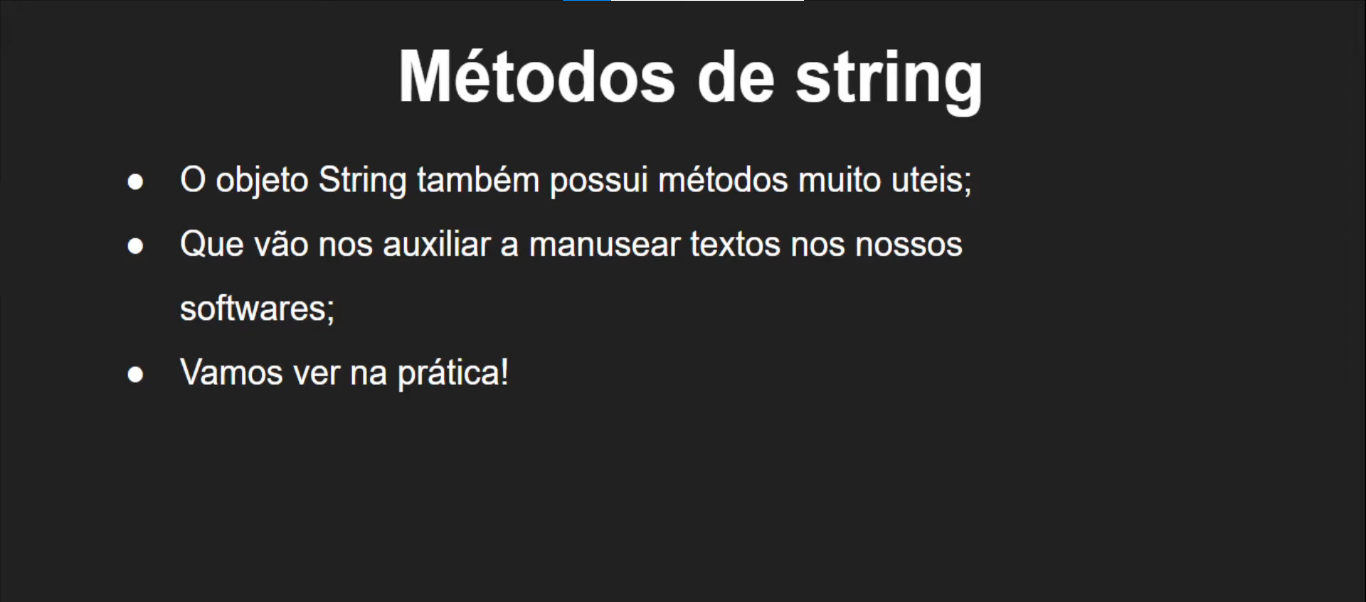 Métodos de string
● O objeto String também possui métodos muito uteis;
● Que vão nos auxiliar a manusear textos nos nossos
softwares;
● Vamos ver na prática!